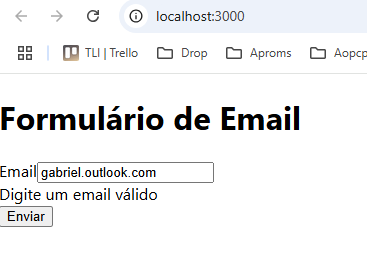 localhost:3000
TLI | Trello Drop Aproms Aopcp
Formulário de Email
Email gabriel.outlook.com
Digite um email válido
Enviar